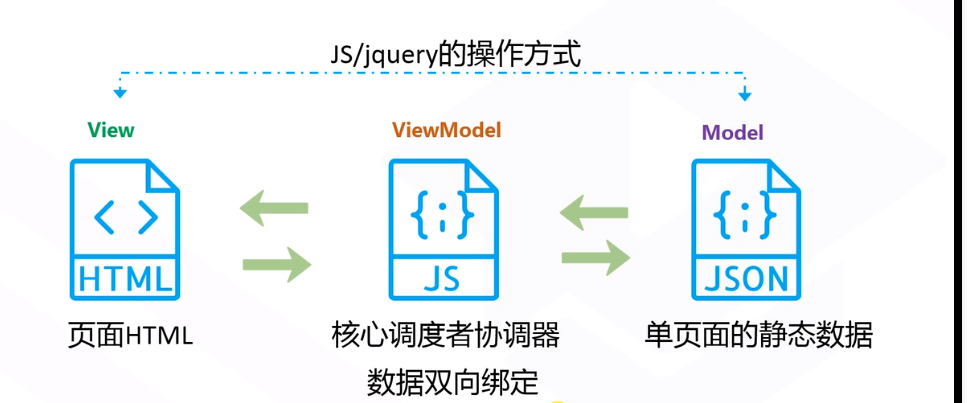 JS/jquery的操作方式
View
ViewModel
Model
< >
{;}
{;}
HTML
JS
JSON
页面HTML
核心调度者协调器
单页面的静态数据
数据双向绑定